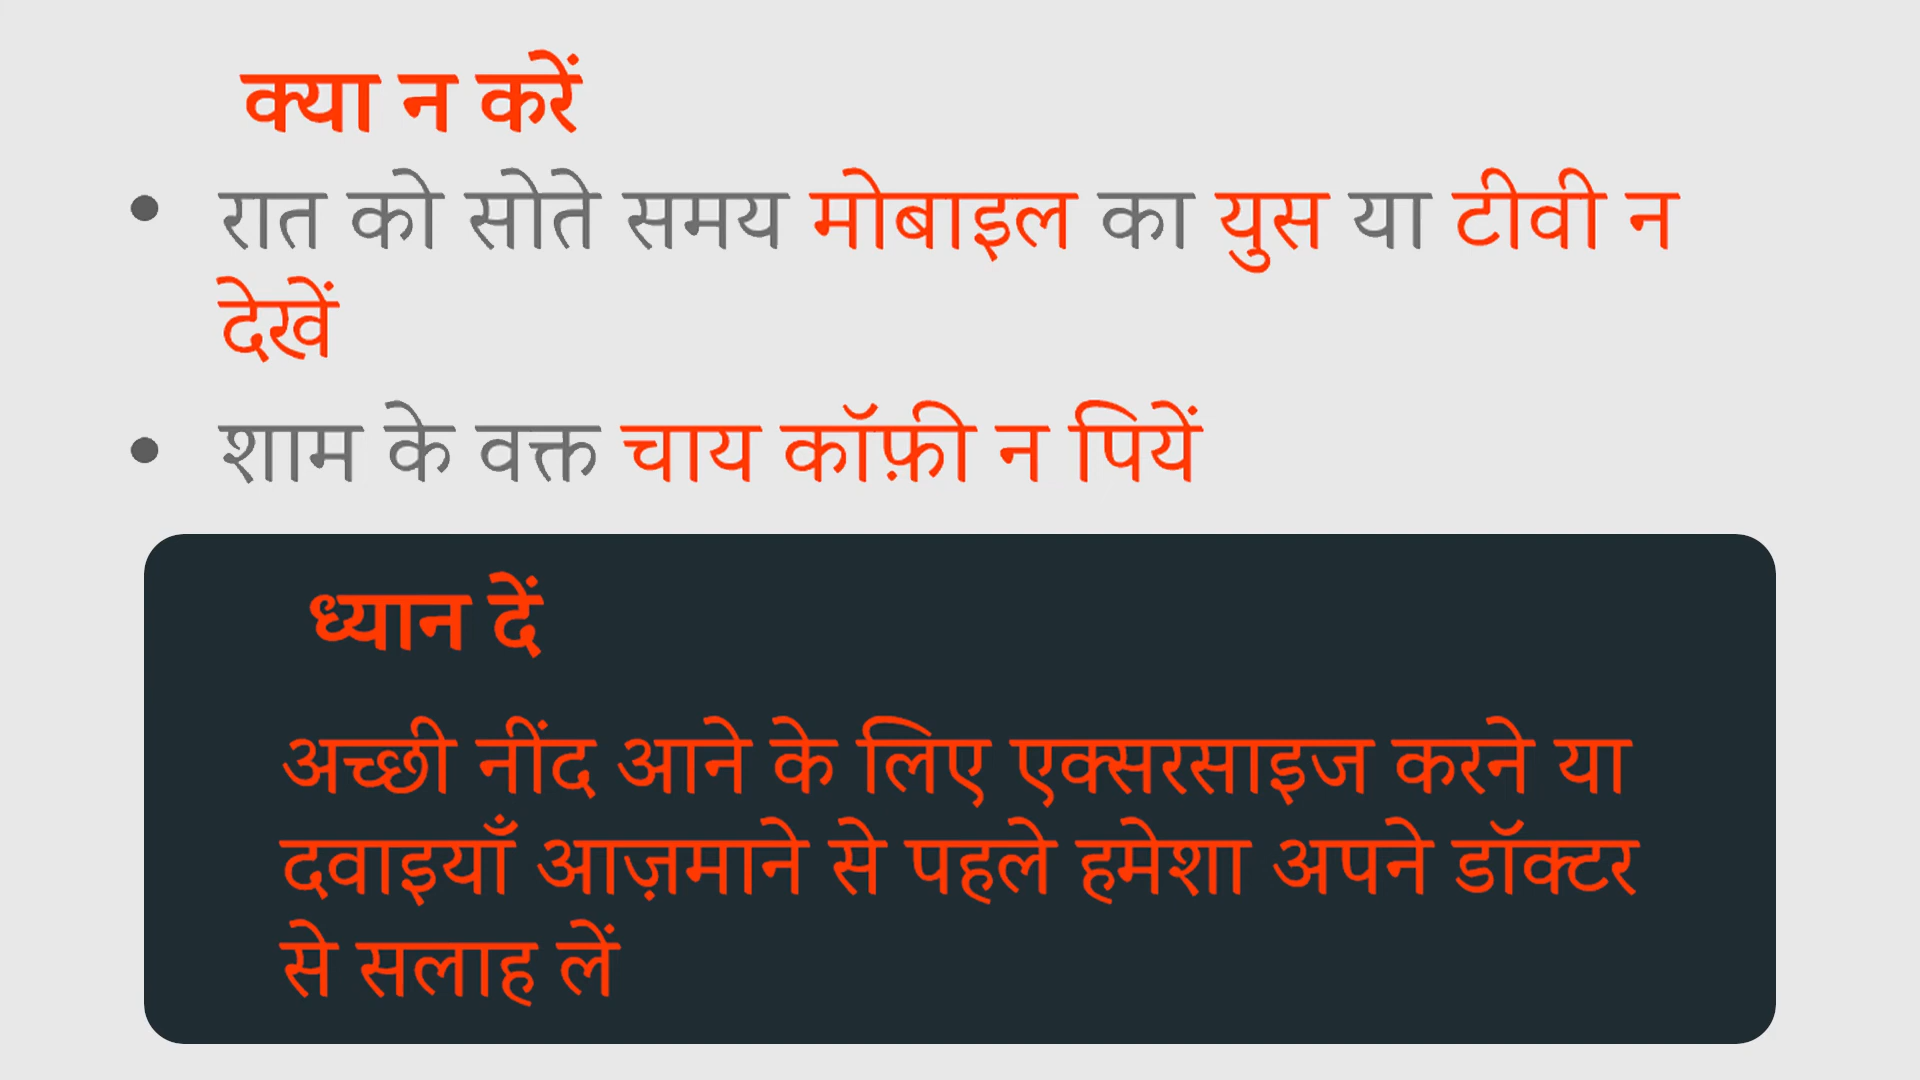 क्या न करें
• रात को सोते समय मोबाइल का युस या टीवी न
देखें
• शाम के वक्त चाय कॉफ़ी न पियें
ध्यान दें
अच्छी नींद आने के लिए एक्सरसाइज करने या
दवाइयाँ आज़माने से पहले हमेशा अपने डॉक्टर
से सलाह लें